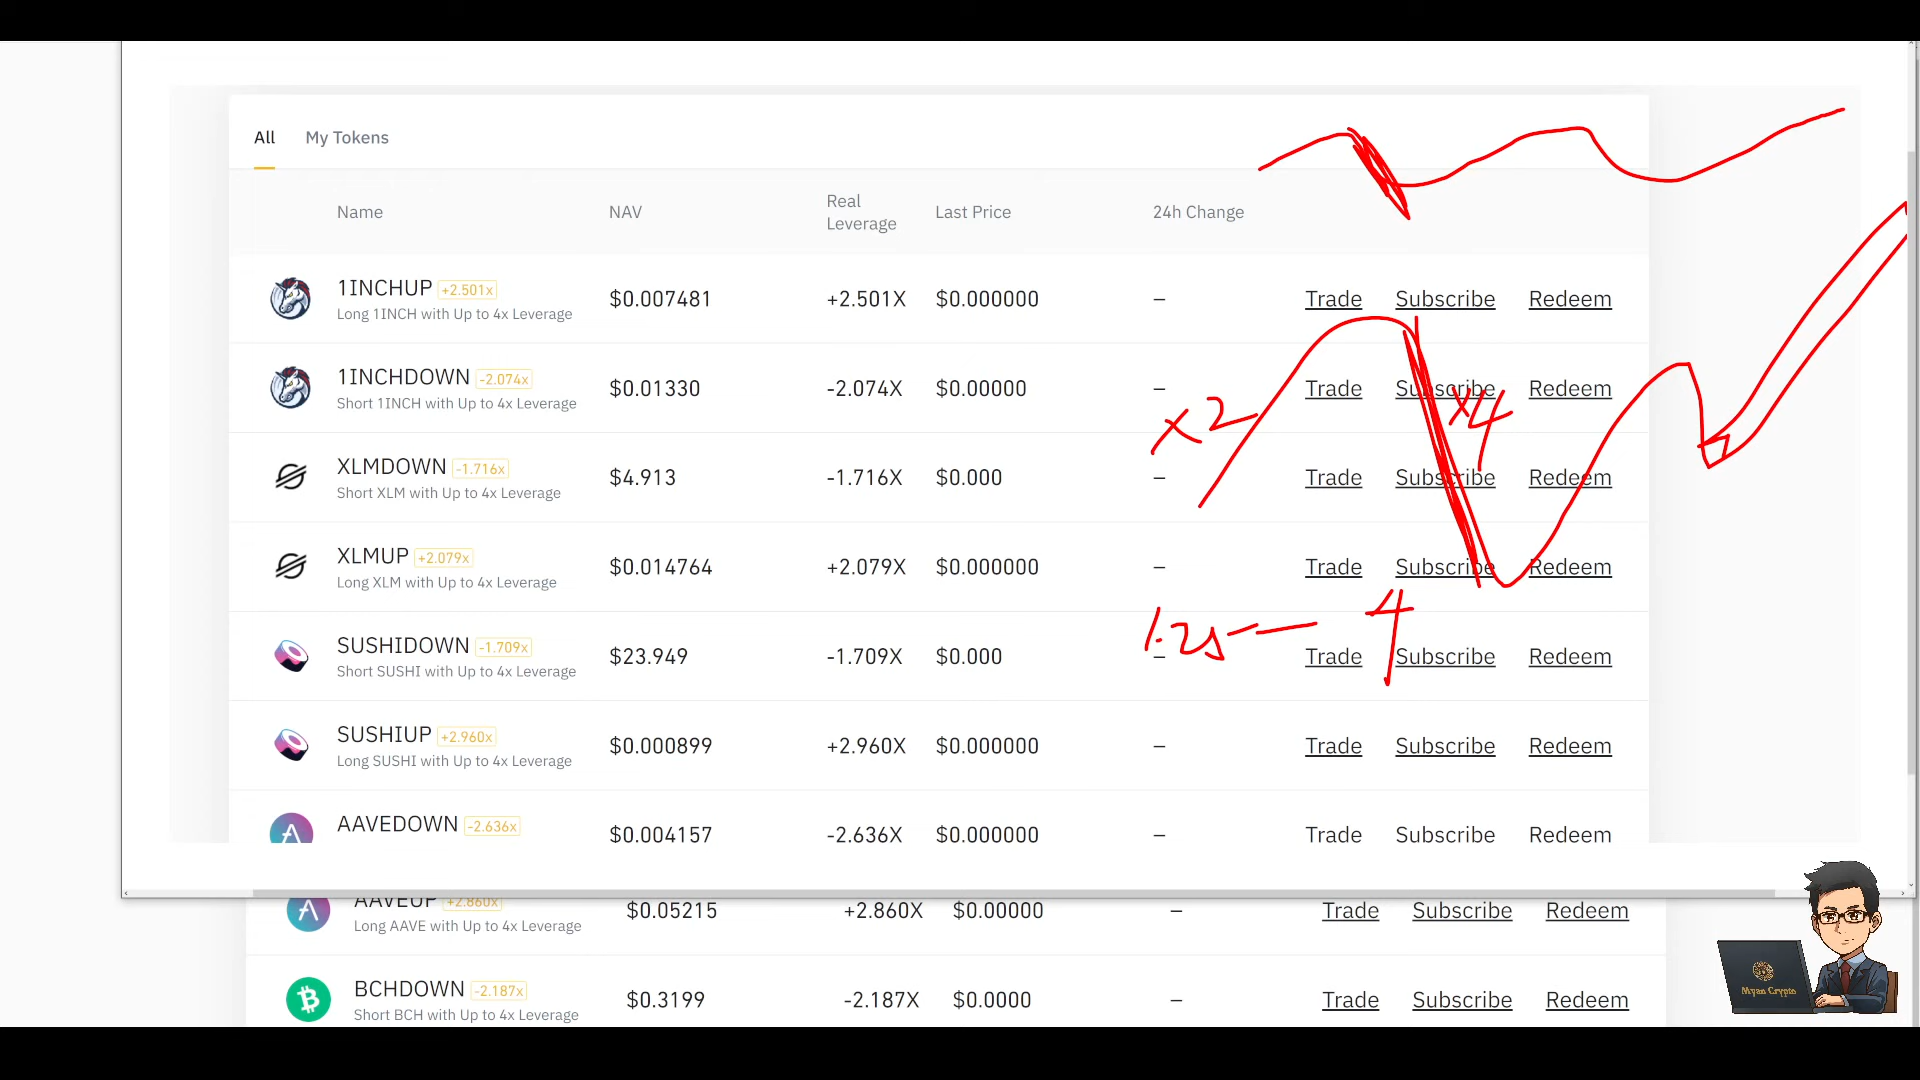 All My Tokens
Name NAV Real Leverage Last Price 24h Change
1INCHUP +2.501x $0.007481 +2.501X $0.000000 – Trade Subscribe Redeem
Long 1INCH with Up to 4x Leverage
1INCHDOWN -2.074x $0.01330 -2.074X $0.00000 – Trade Subscribe Redeem
Short 1INCH with Up to 4x Leverage
x2 x4
XLMDOWN -1.716x $4.913 -1.716X $0.000 – Trade Subscribe Redeem
Short XLM with Up to 4x Leverage
XLMUP +2.079x $0.014764 +2.079X $0.000000 – Trade Subscribe Redeem
Long XLM with Up to 4x Leverage
1.25 — 4
SUSHIDOWN -1.709x $23.949 -1.709X $0.000 – Trade Subscribe Redeem
Short SUSHI with Up to 4x Leverage
SUSHIUP +2.960x $0.000899 +2.960X $0.000000 – Trade Subscribe Redeem
Long SUSHI with Up to 4x Leverage
AAVEDOWN -2.636x $0.004157 -2.636X $0.000000 – Trade Subscribe Redeem
AAVEUP +2.860x $0.05215 +2.860X $0.00000 – Trade Subscribe Redeem
Long AAVE with Up to 4x Leverage
BCHDOWN -2.187x $0.3199 -2.187X $0.0000 – Trade Subscribe Redeem
Short BCH with Up to 4x Leverage
Myan Crypto